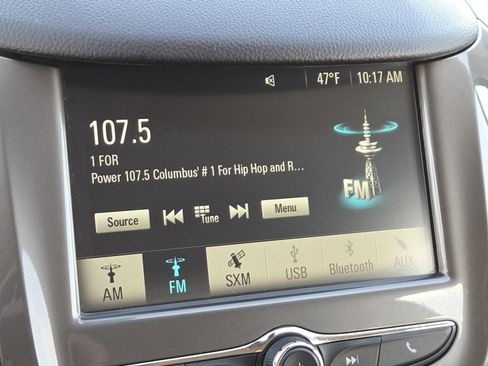 47°F 10:17 AM
107.5
1 FOR
Power 107.5 Columbus' # 1 For Hip Hop and R...
FM
Source Tune Menu
AM FM SXM USB Bluetooth AUX